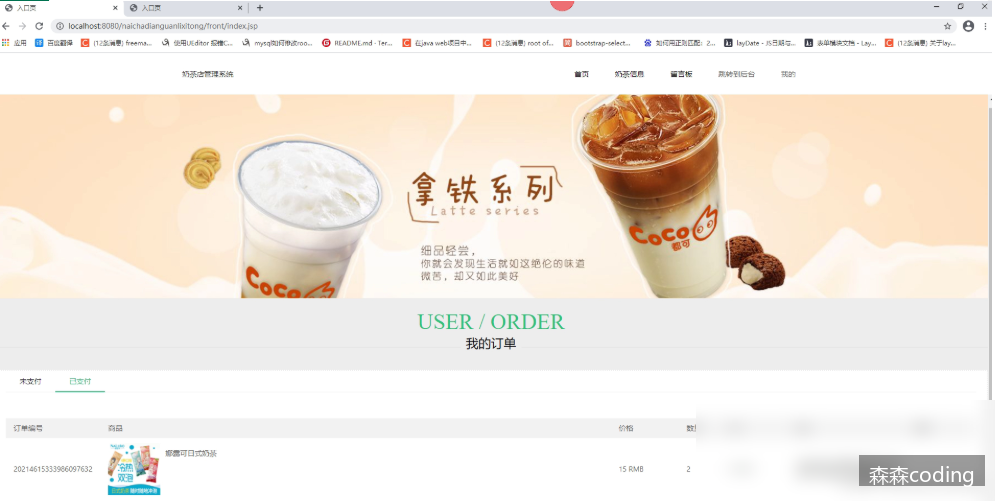 入口页
入口页
localhost:8080/naichadianguanlixitong/front/index.jsp
应用 百度翻译 (12条消息) freema... 使用UEditor 报错C... mysql如何修改roo... README.md · Ter... 在java web项目中... (12条消息) root of... bootstrap-select... 如何用正则匹配：2... layDate - JS日期与... 表单模块文档 - Lay... (12条消息) 关于lay...
奶茶店管理系统 首页 奶茶信息 留言板 跳转到后台 我的
拿铁系列
Latte series
细品轻尝，
你就会发现生活就如这绝伦的味道
微苦，却又如此美好
CoCo
CoCo
都可
USER / ORDER
我的订单
未支付 已支付
订单编号 商品 价格
20214615333986097632 娜露可日式奶茶 15 RMB 2
冷热
双泡
森森coding